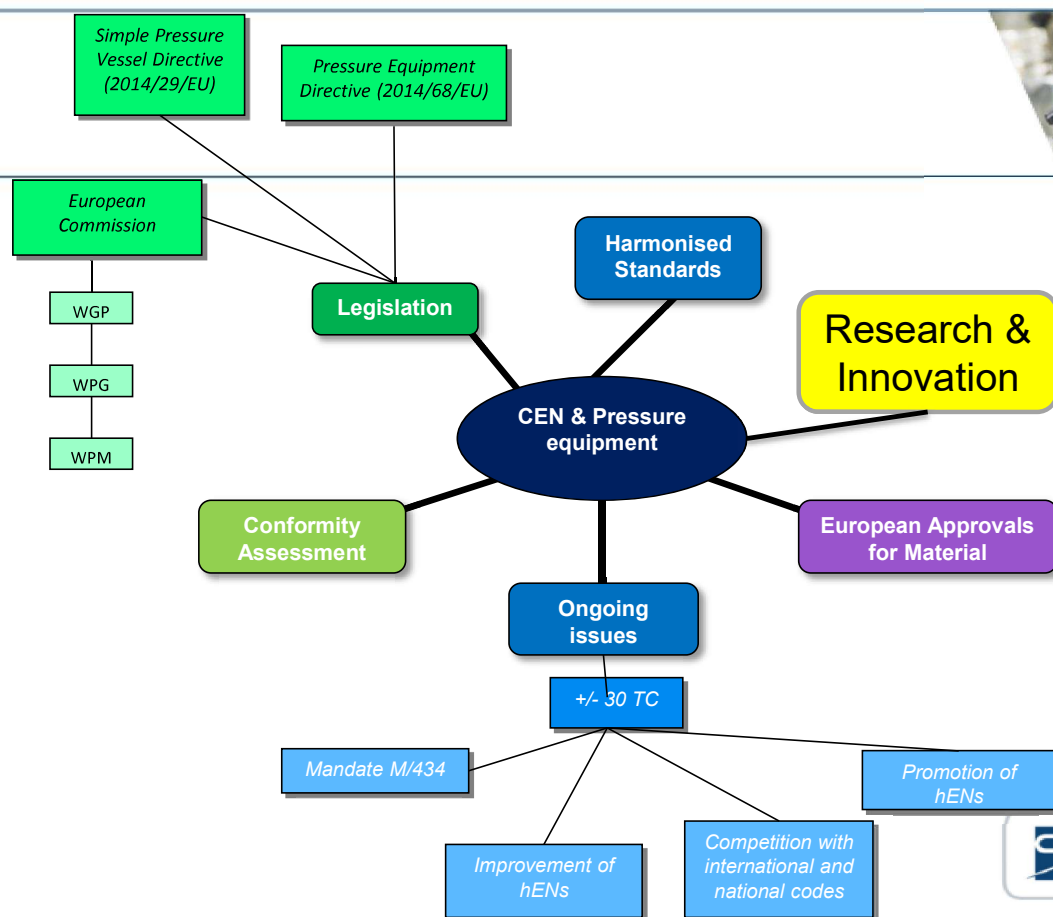 Simple Pressure
Vessel Directive
(2014/29/EU)
Pressure Equipment
Directive (2014/68/EU)
European
Commission
WGP
WPG
WPM
Legislation
Harmonised
Standards
Research &
Innovation
CEN & Pressure
equipment
Conformity
Assessment
European Approvals
for Material
Ongoing
issues
+/- 30 TC
Mandate M/434
Promotion of
hENs
Improvement of
hENs
Competition with
international and
national codes